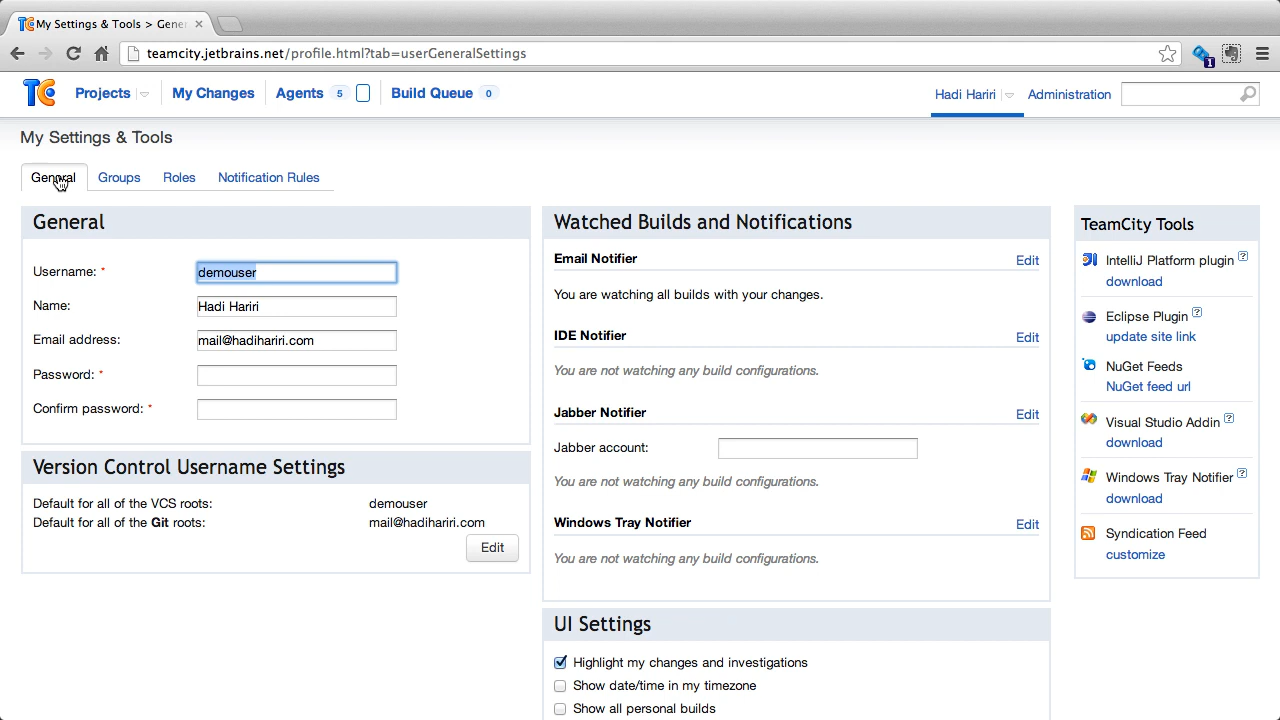 My Settings & Tools > Gener
teamcity.jetbrains.net/profile.html?tab=userGeneralSettings
1
TC Projects My Changes Agents 5 Build Queue 0 Hadi Hariri Administration
My Settings & Tools
General Groups Roles Notification Rules
General
Username: *
demouser
Name:
Hadi Hariri
Email address:
mail@hadihariri.com
Password: *
Confirm password: *
Version Control Username Settings
Default for all of the VCS roots: demouser
Default for all of the Git roots: mail@hadihariri.com
Edit
Watched Builds and Notifications
Email Notifier Edit
You are watching all builds with your changes.
IDE Notifier Edit
You are not watching any build configurations.
Jabber Notifier Edit
Jabber account:
You are not watching any build configurations.
Windows Tray Notifier Edit
You are not watching any build configurations.
UI Settings
Highlight my changes and investigations
Show date/time in my timezone
Show all personal builds
TeamCity Tools
IntelliJ Platform plugin ?
download
Eclipse Plugin ?
update site link
NuGet Feeds
NuGet feed url
Visual Studio Addin ?
download
Windows Tray Notifier ?
download
Syndication Feed
customize